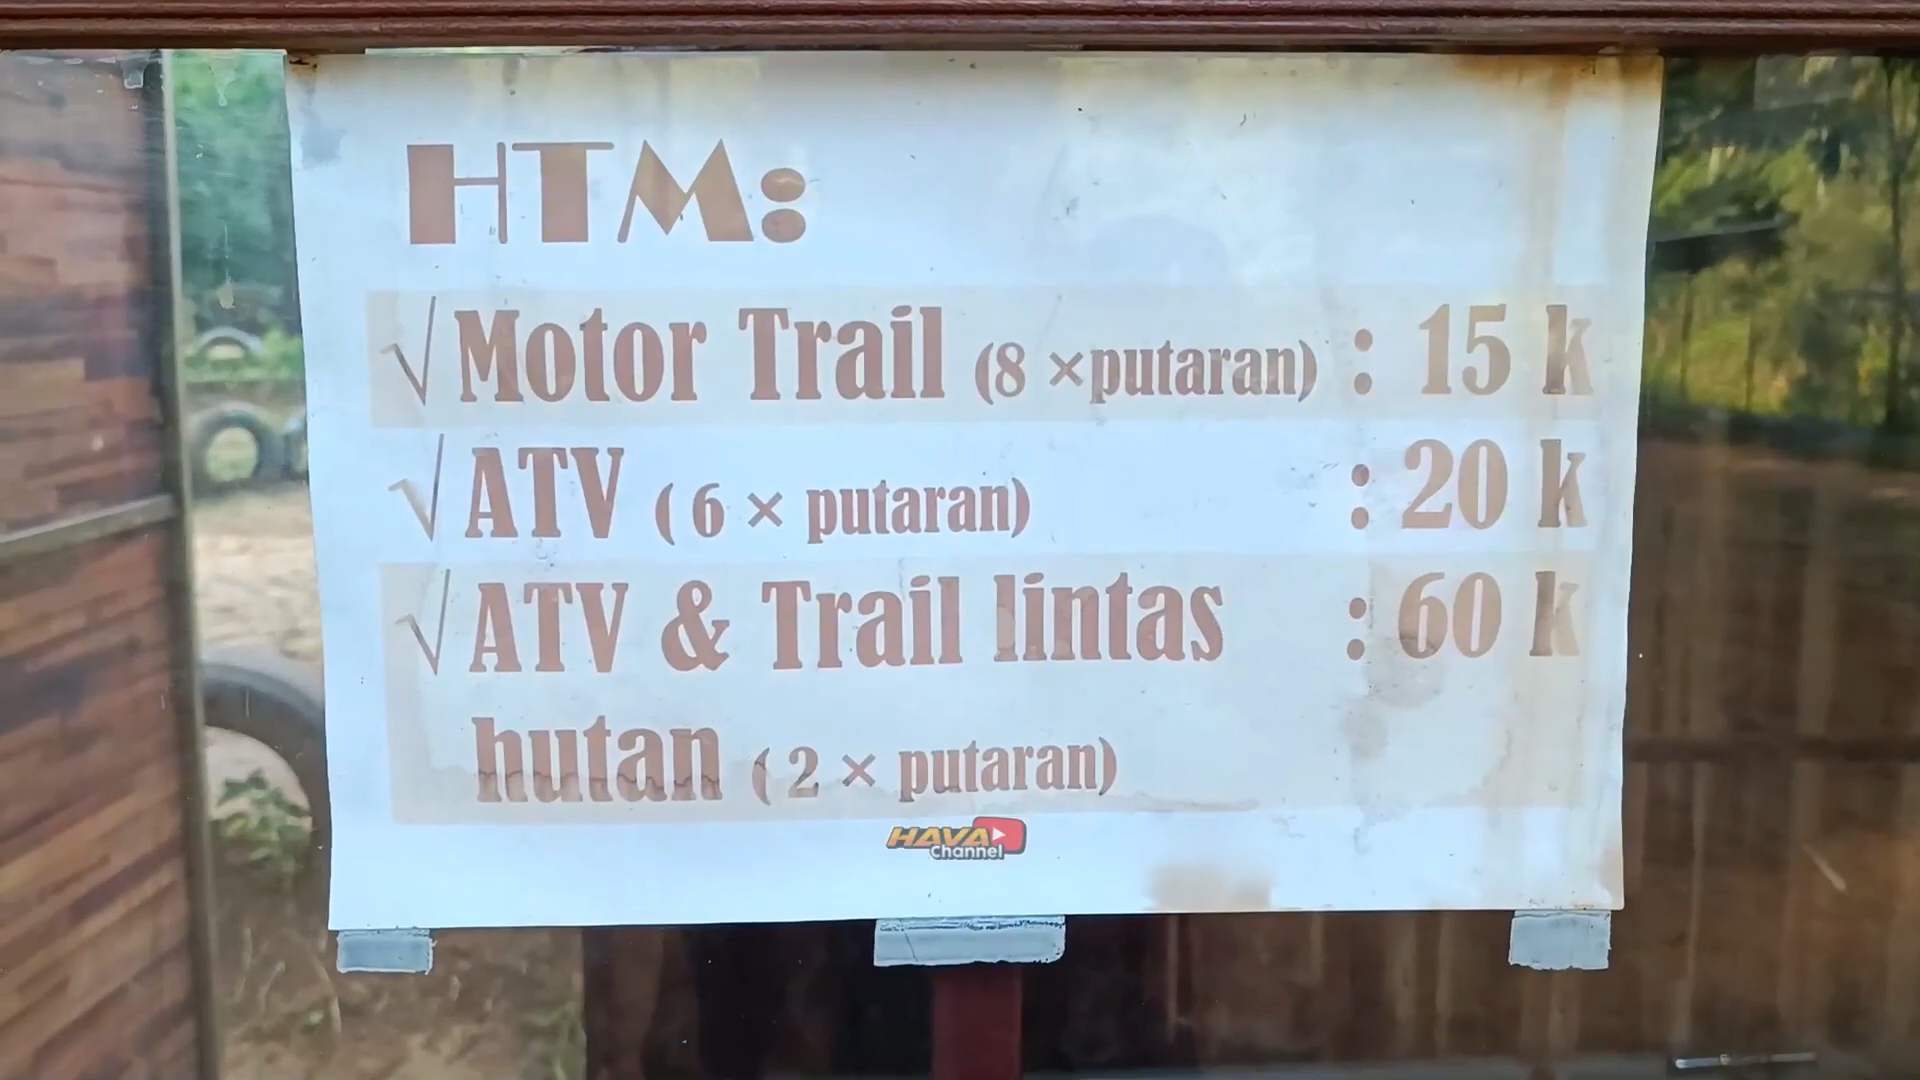 HTM:
√ Motor Trail (8 ×putaran) : 15 k
√ ATV ( 6 × putaran) : 20 k
√ ATV & Trail lintas : 60 k
hutan ( 2 × putaran)
HAVA
Channel